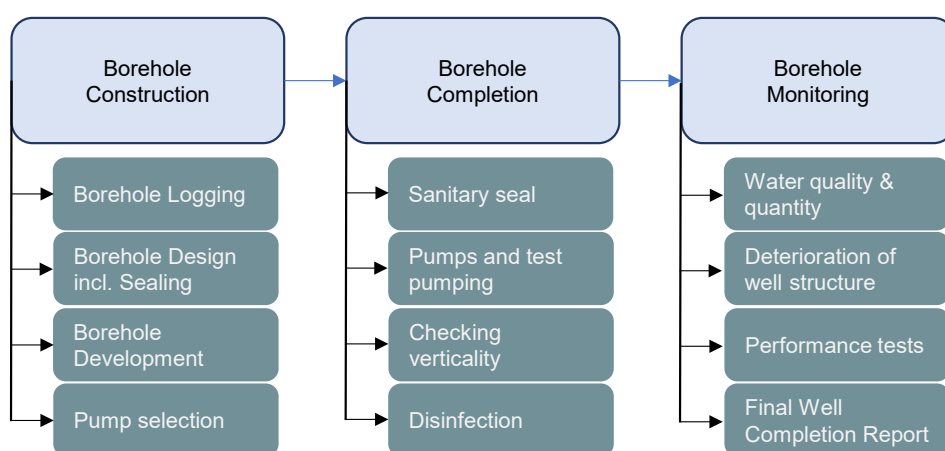 Borehole
Construction
Borehole Logging
Borehole Design
incl. Sealing
Borehole
Development
Pump selection
Borehole
Completion
Sanitary seal
Pumps and test
pumping
Checking
verticality
Disinfection
Borehole
Monitoring
Water quality &
quantity
Deterioration of
well structure
Performance tests
Final Well
Completion Report